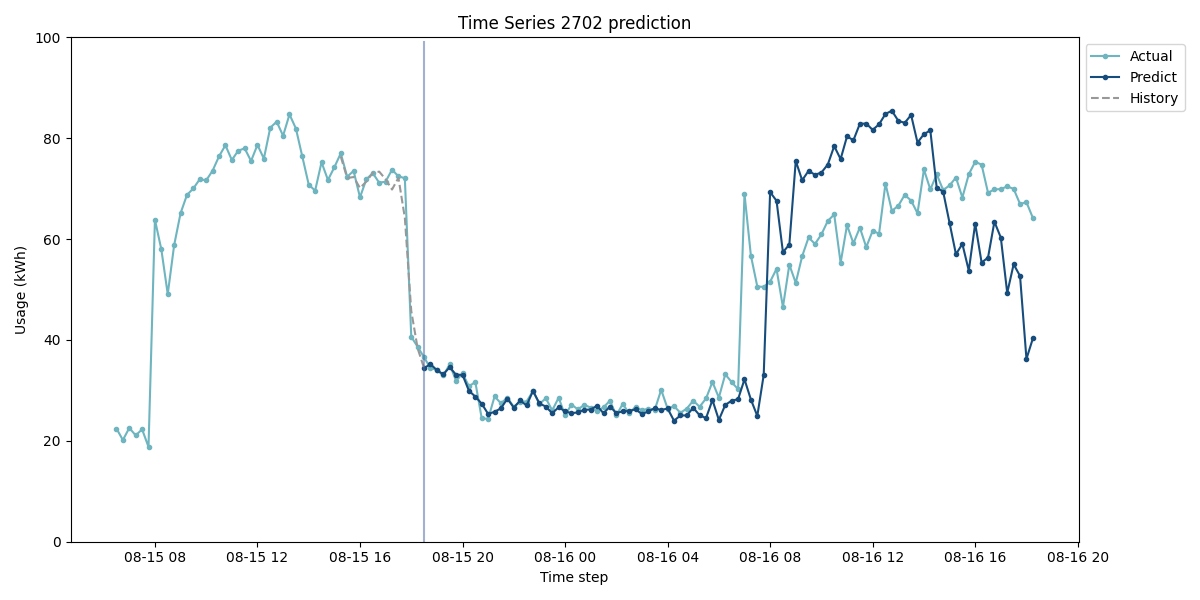 Time Series 2702 prediction
100
80
60
40
20
0
Usage (kWh)
08-15 08
08-15 12
08-15 16
08-15 20
08-16 00
08-16 04
08-16 08
08-16 12
08-16 16
08-16 20
Time step
Actual
Predict
History